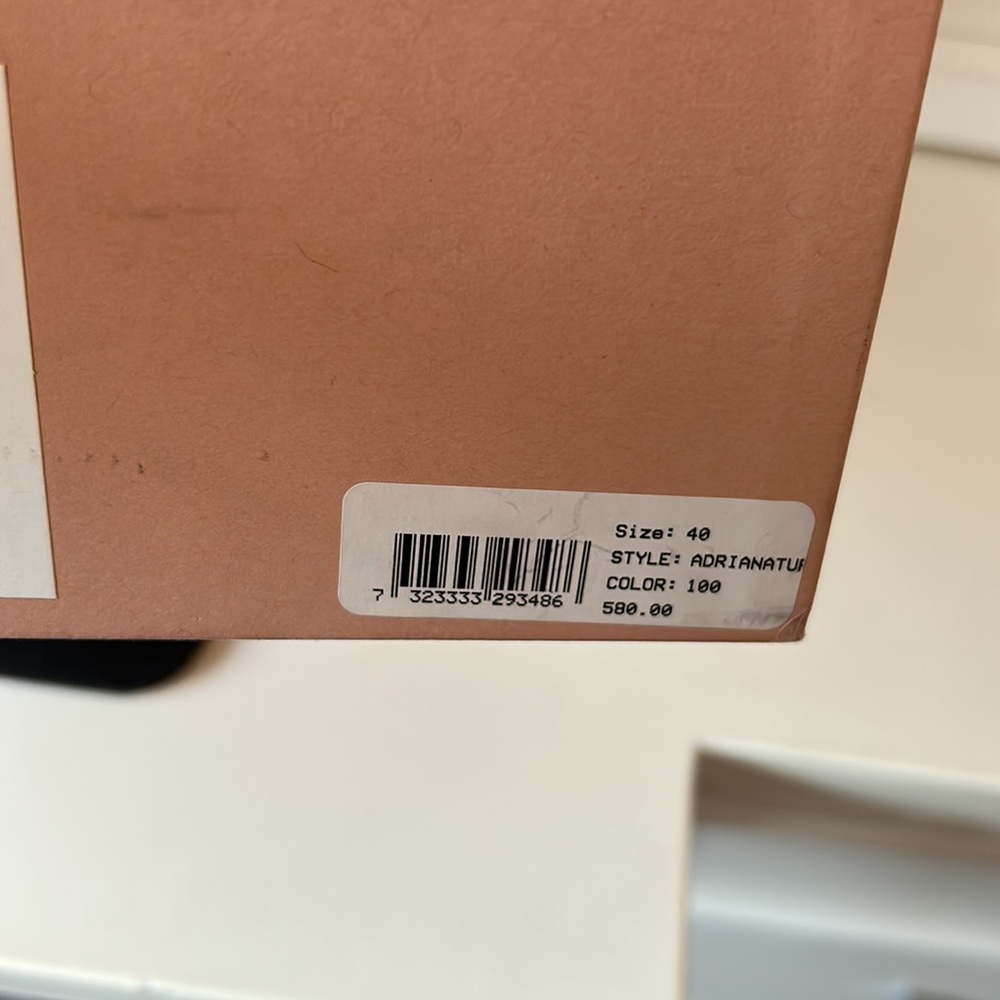 Size: 40
STYLE: ADRIANATUR
COLOR: 100
580.00
7 323333 293486